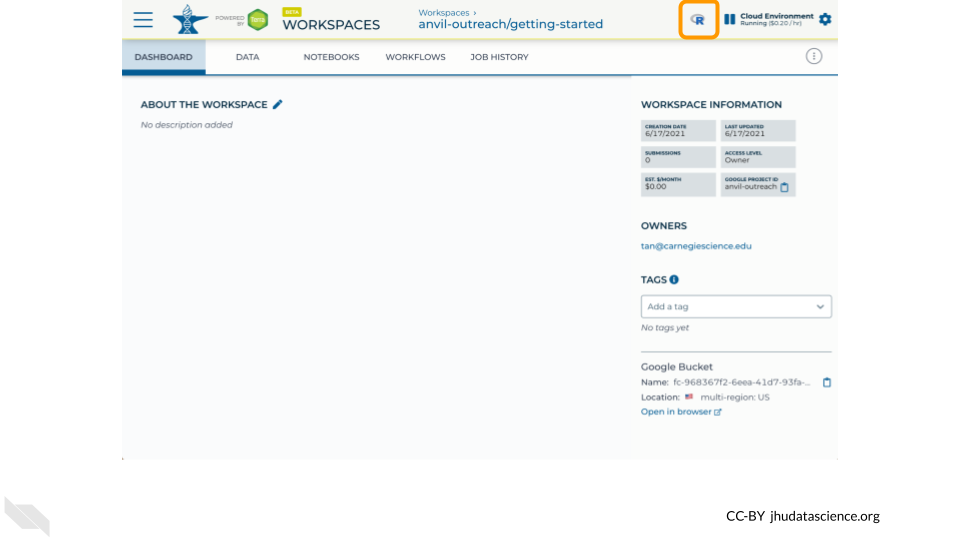 POWERED BY
Terra
BETA
WORKSPACES
Workspaces ›
anvil-outreach/getting-started
R
Cloud Environment
Running ($0.20 / hr)
DASHBOARD
DATA
NOTEBOOKS
WORKFLOWS
JOB HISTORY
ABOUT THE WORKSPACE
No description added
WORKSPACE INFORMATION
CREATION DATE
6/17/2021
LAST UPDATED
6/17/2021
SUBMISSIONS
0
ACCESS LEVEL
Owner
EST. $/MONTH
$0.00
GOOGLE PROJECT ID
anvil-outreach
OWNERS
tan@carnegiescience.edu
TAGS
Add a tag
No tags yet
Google Bucket
Name: fc-968367f2-6eea-41d7-93fa-...
Location: multi-region: US
Open in browser
CC-BY jhudatascience.org